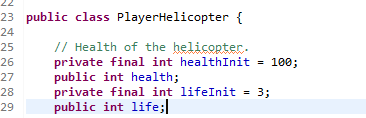 22
23 public class PlayerHelicopter {
24
25 // Health of the helicopter.
26 private final int healthInit = 100;
27 public int health;
28 private final int lifeInit = 3;
29 public int life;